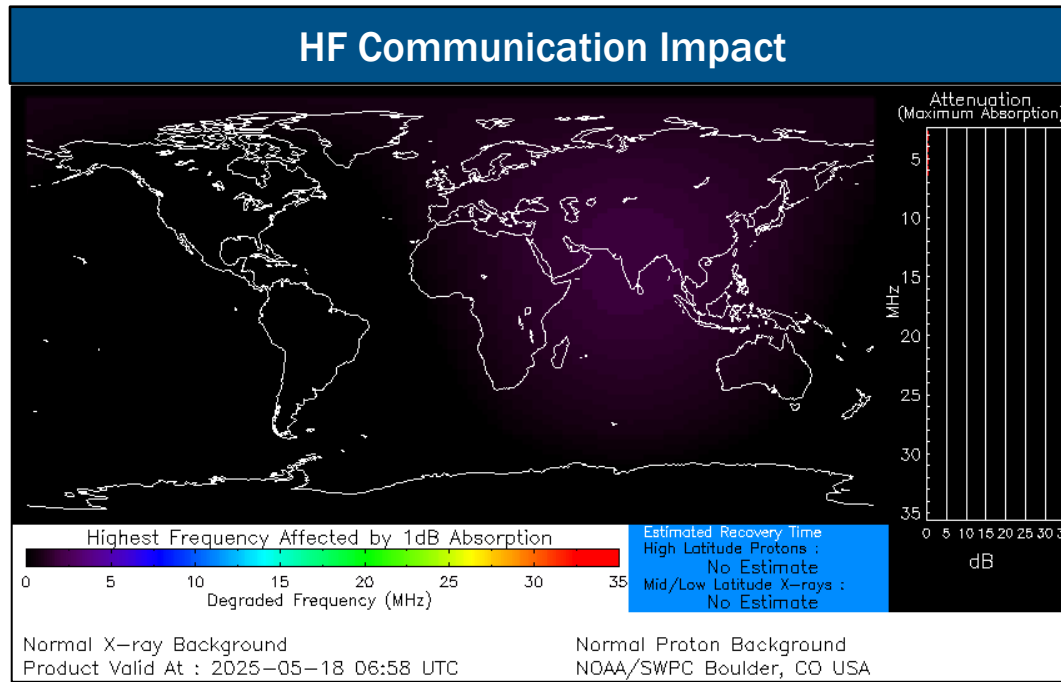 HF Communication Impact
Attenuation
(Maximum Absorption)
5
10
15
20
25
30
35
MHz
0 5 10 15 20 25 30
dB
Highest Frequency Affected by 1dB Absorption
0 5 10 15 20 25 30 35
Degraded Frequency (MHz)
Estimated Recovery Time
High Latitude Protons :
No Estimate
Mid/Low Latitude X-rays :
No Estimate
Normal X-ray Background
Product Valid At : 2025-05-18 06:58 UTC
Normal Proton Background
NOAA/SWPC Boulder, CO USA